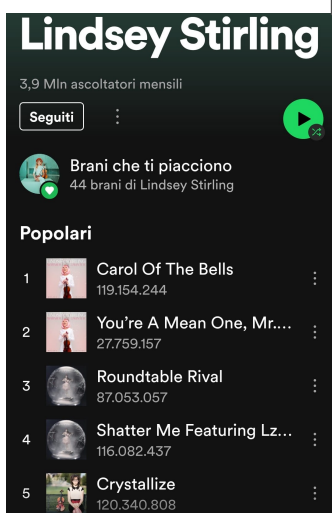 Lindsey Stirling
3,9 Mln ascoltatori mensili
Seguiti
Brani che ti piacciono
44 brani di Lindsey Stirling
Popolari
1 Carol Of The Bells
119.154.244
2 You're A Mean One, Mr....
27.759.157
3 Roundtable Rival
87.053.057
4 Shatter Me Featuring Lz...
116.082.437
5 Crystallize
120.340.808